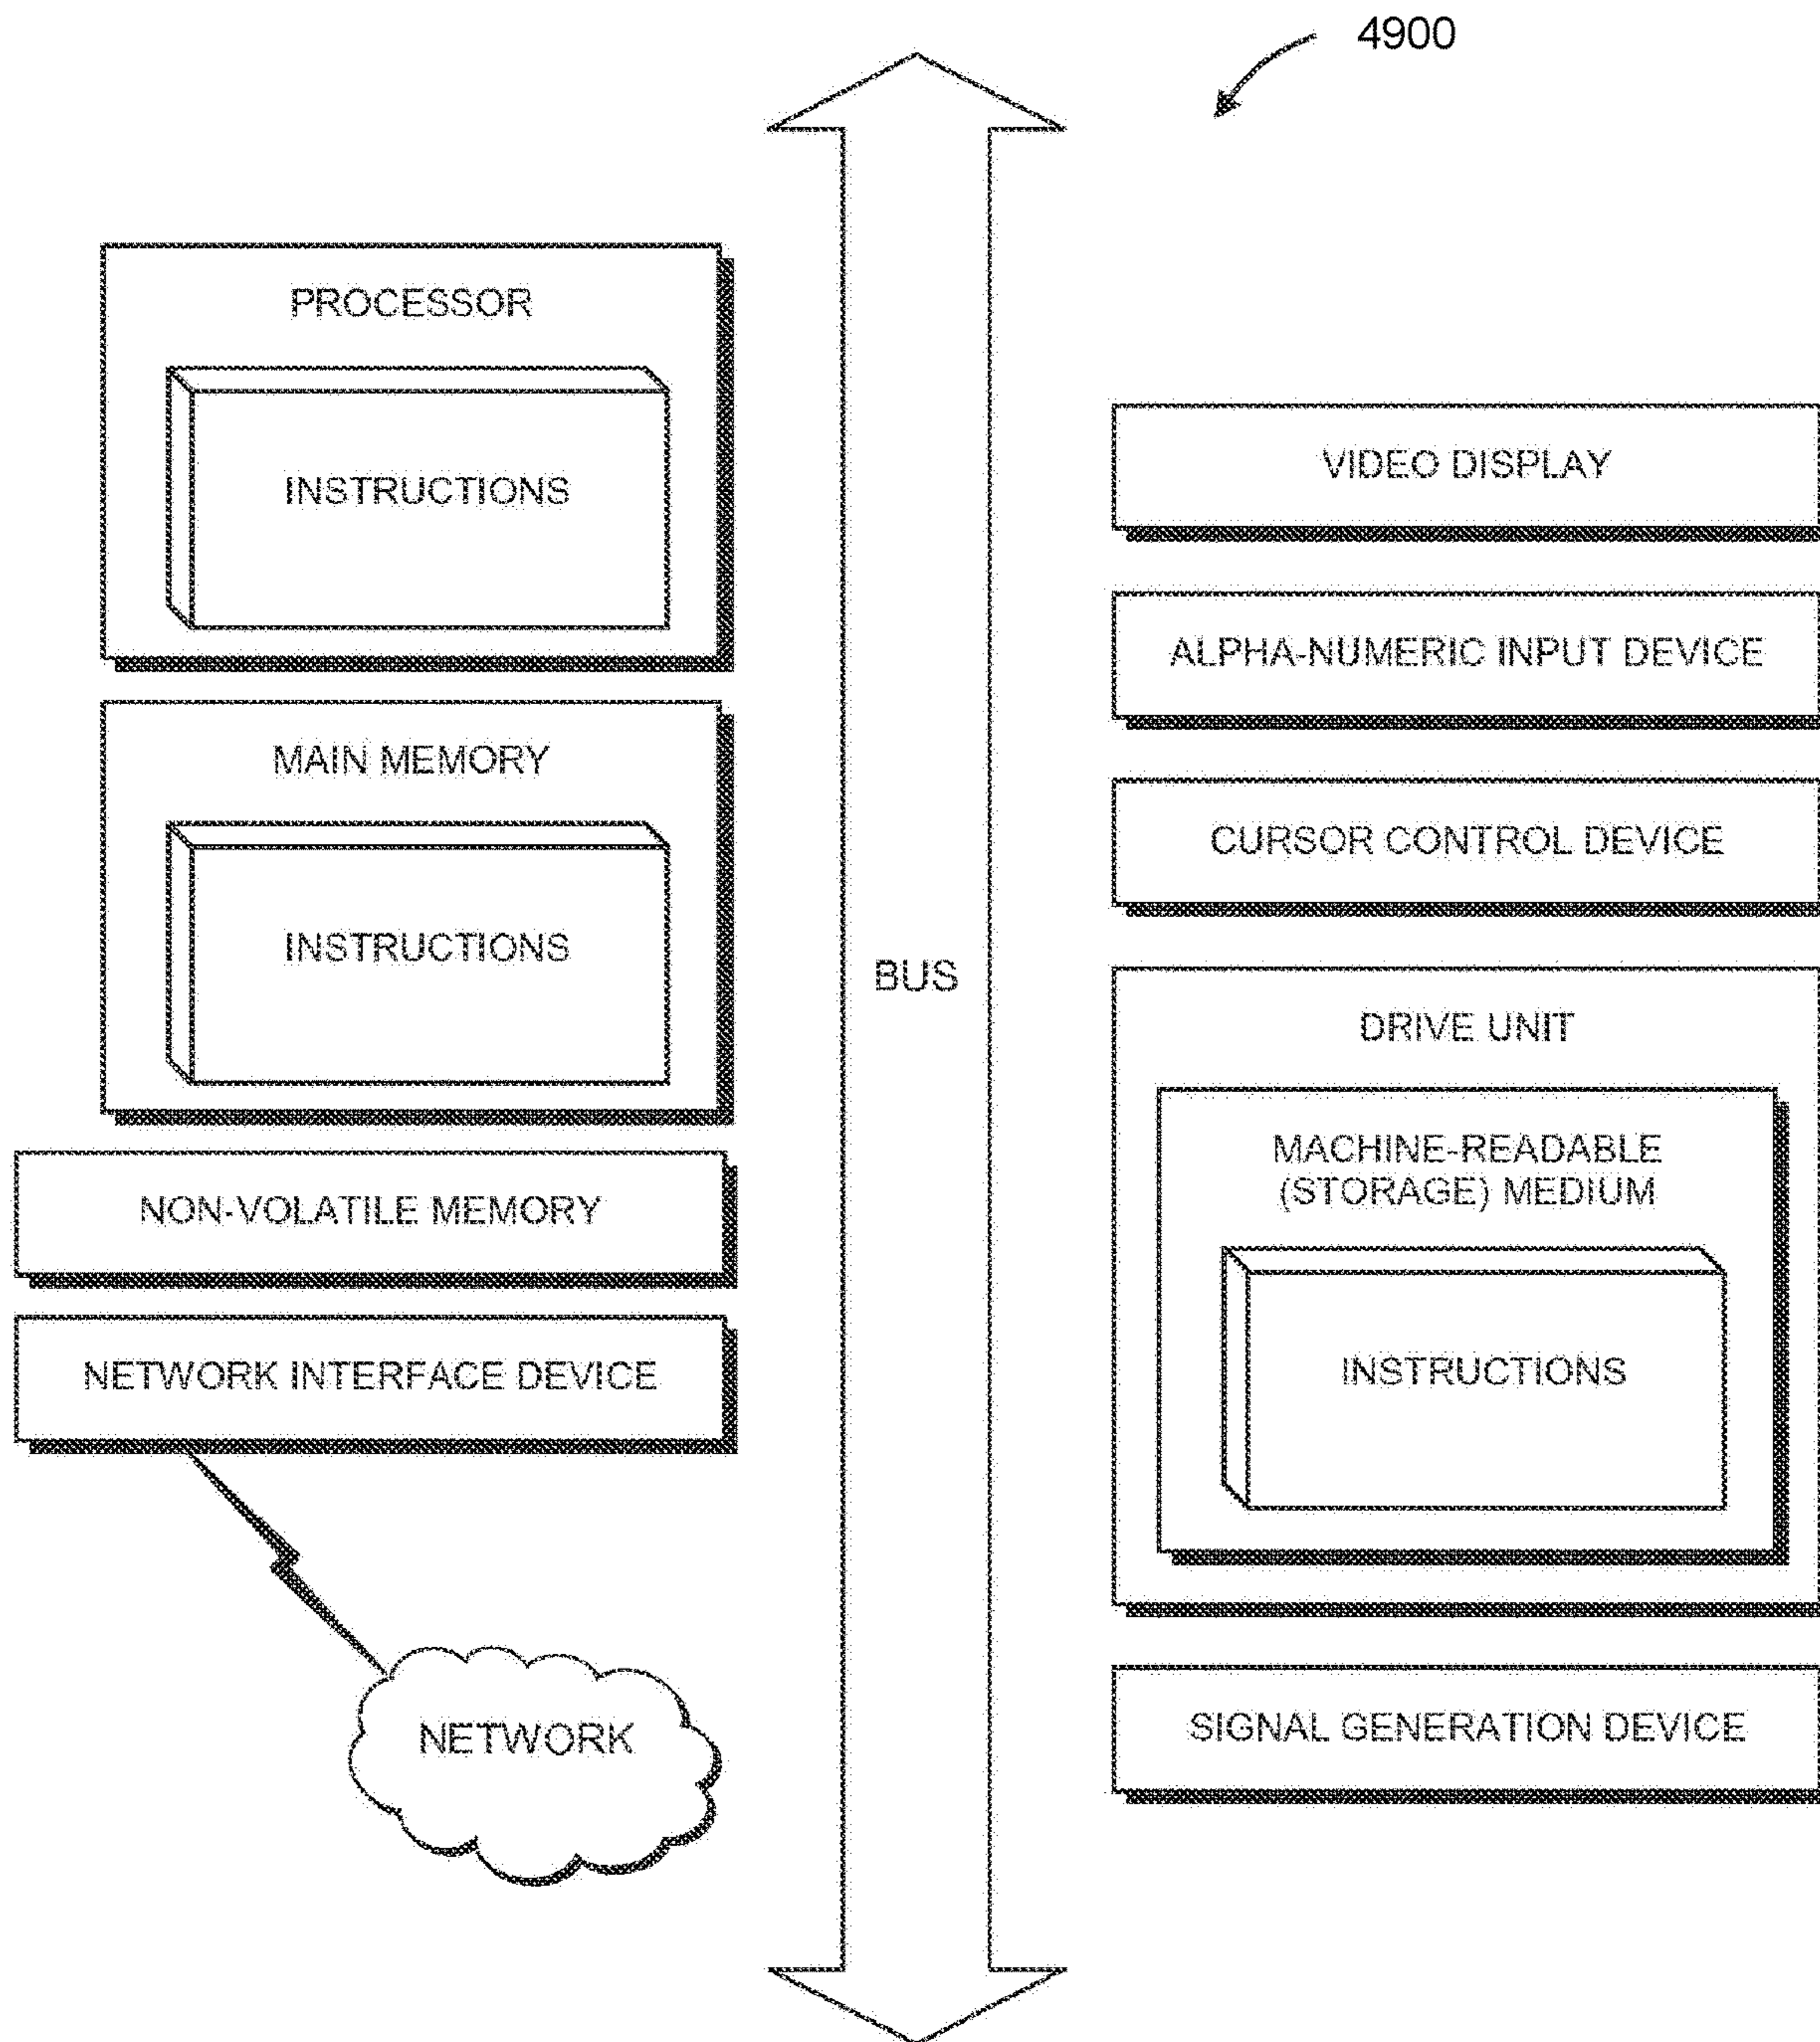 4900
PROCESSOR
INSTRUCTIONS
MAIN MEMORY
INSTRUCTIONS
NON-VOLATILE MEMORY
NETWORK INTERFACE DEVICE
NETWORK
BUS
VIDEO DISPLAY
ALPHA-NUMERIC INPUT DEVICE
CURSOR CONTROL DEVICE
DRIVE UNIT
MACHINE-READABLE
(STORAGE) MEDIUM
INSTRUCTIONS
SIGNAL GENERATION DEVICE